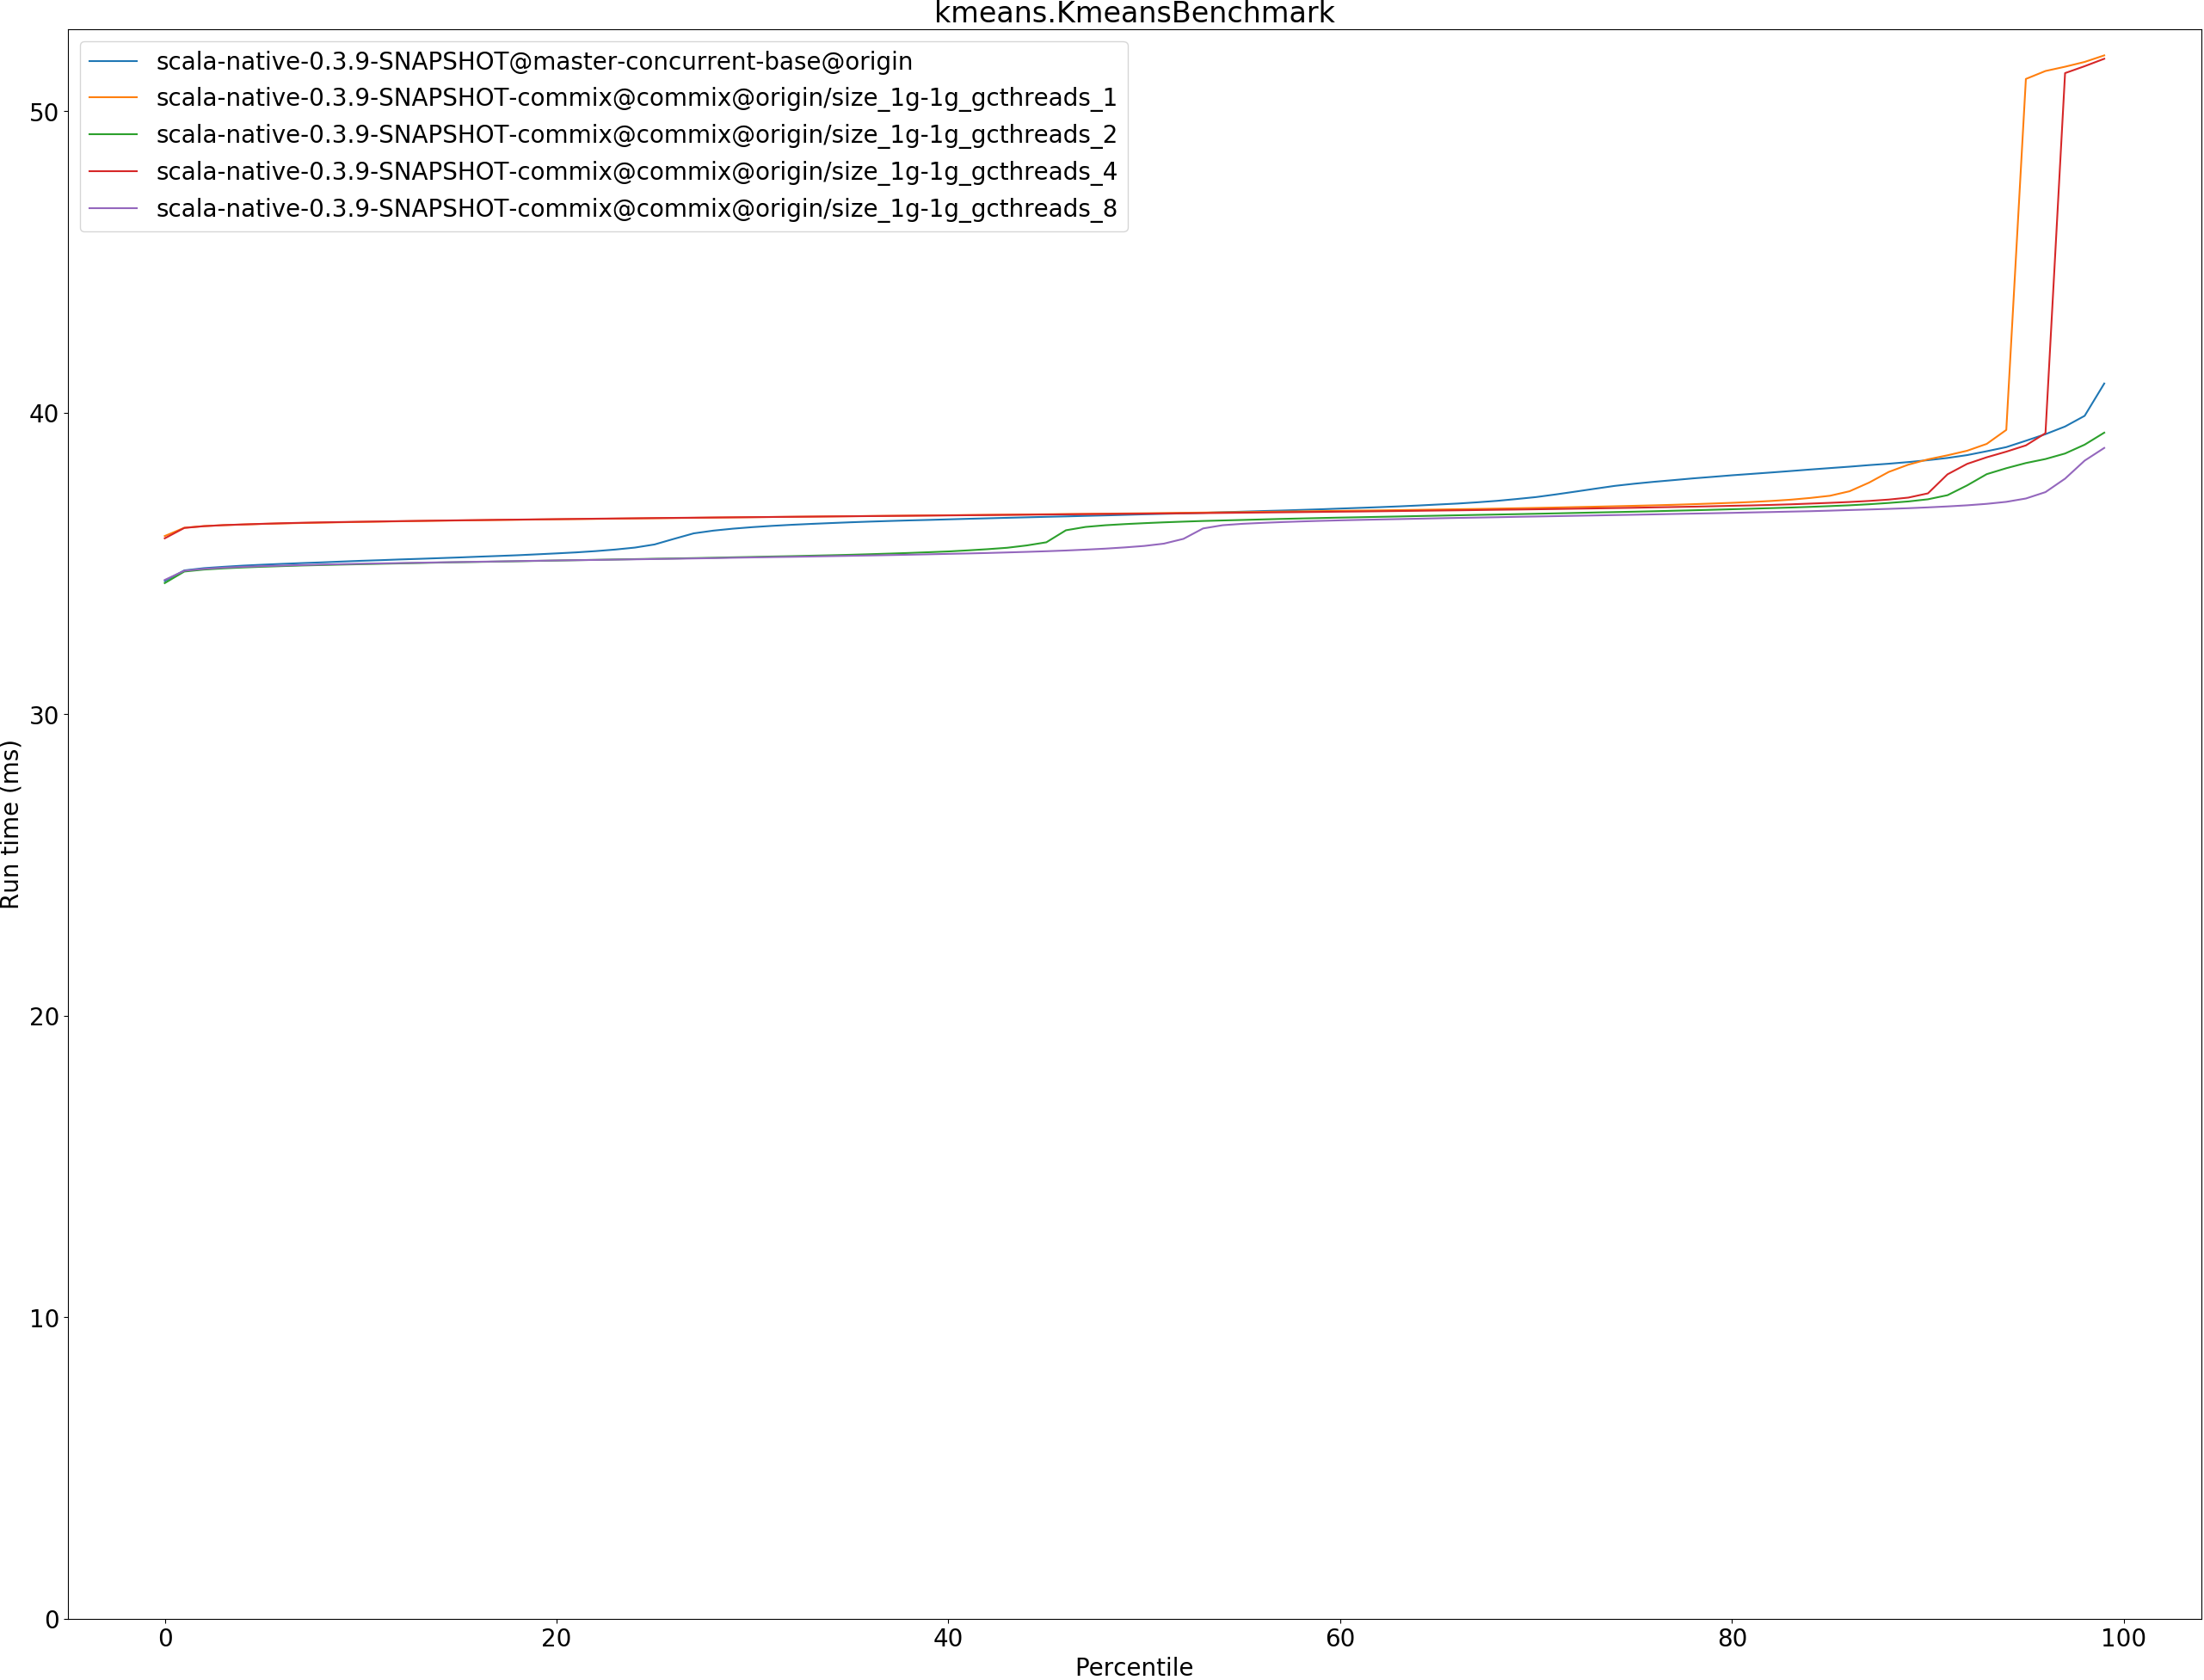 kmeans.KmeansBenchmark
scala-native-0.3.9-SNAPSHOT@master-concurrent-base@origin
scala-native-0.3.9-SNAPSHOT-commix@commix@origin/size_1g-1g_gcthreads_1
scala-native-0.3.9-SNAPSHOT-commix@commix@origin/size_1g-1g_gcthreads_2
scala-native-0.3.9-SNAPSHOT-commix@commix@origin/size_1g-1g_gcthreads_4
scala-native-0.3.9-SNAPSHOT-commix@commix@origin/size_1g-1g_gcthreads_8
50
40
30
20
10
0
Run time (ms)
0 20 40 60 80 100
Percentile